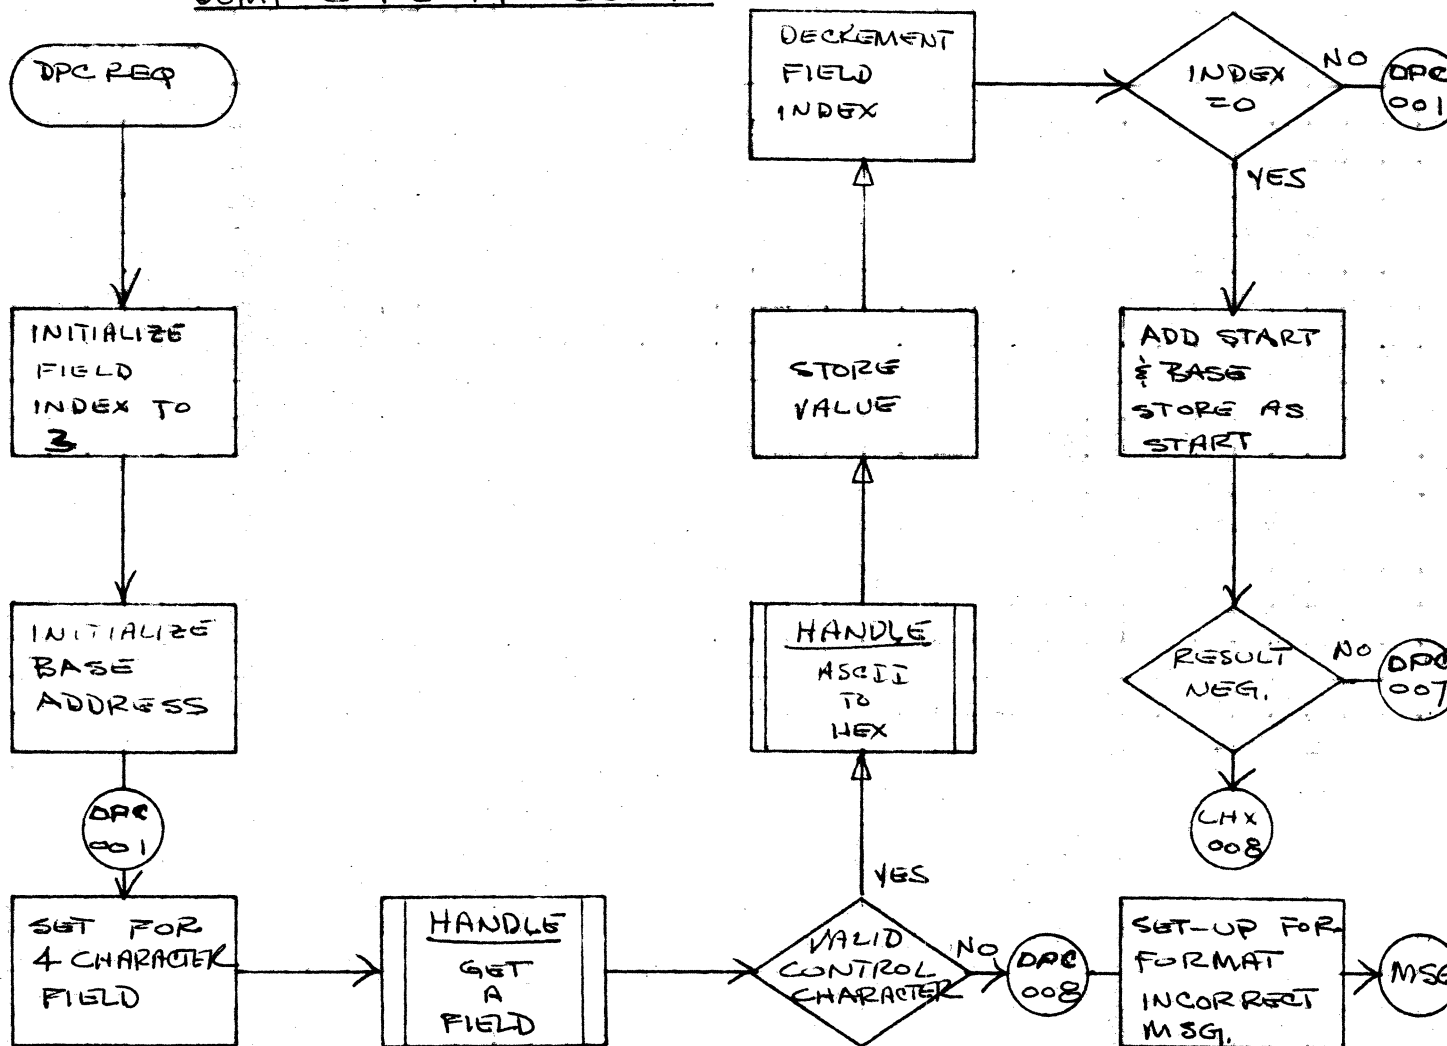 DPC REQ
INITIALIZE
FIELD
INDEX TO
3
INITIALIZE
BASE
ADDRESS
DPC
001
SET FOR
4 CHARACTER
FIELD
HANDLE
GET
A
FIELD
VALID
CONTROL
CHARACTER
YES
NO
HANDLE
ASCII
TO
HEX
STORE
VALUE
DECREMENT
FIELD
INDEX
INDEX
=0
NO
DPC
001
YES
ADD START
& BASE
STORE AS
START
RESULT
NEG.
NO
DPC
007
CHX
008
DPC
008
SET-UP FOR
FORMAT
INCORRECT
MSG.
MSG